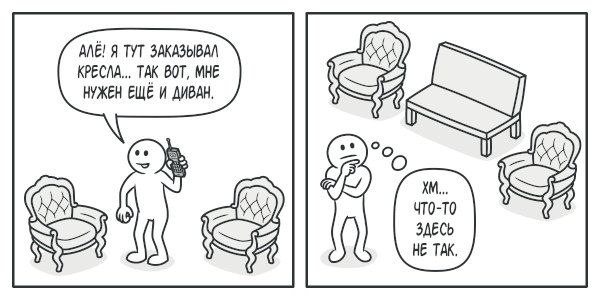 АЛЁ! Я ТУТ ЗАКАЗЫВАЛ
КРЕСЛА... ТАК ВОТ, МНЕ
НУЖЕН ЕЩЁ И ДИВАН.
ХМ...
ЧТО-ТО
ЗДЕСЬ
НЕ ТАК.